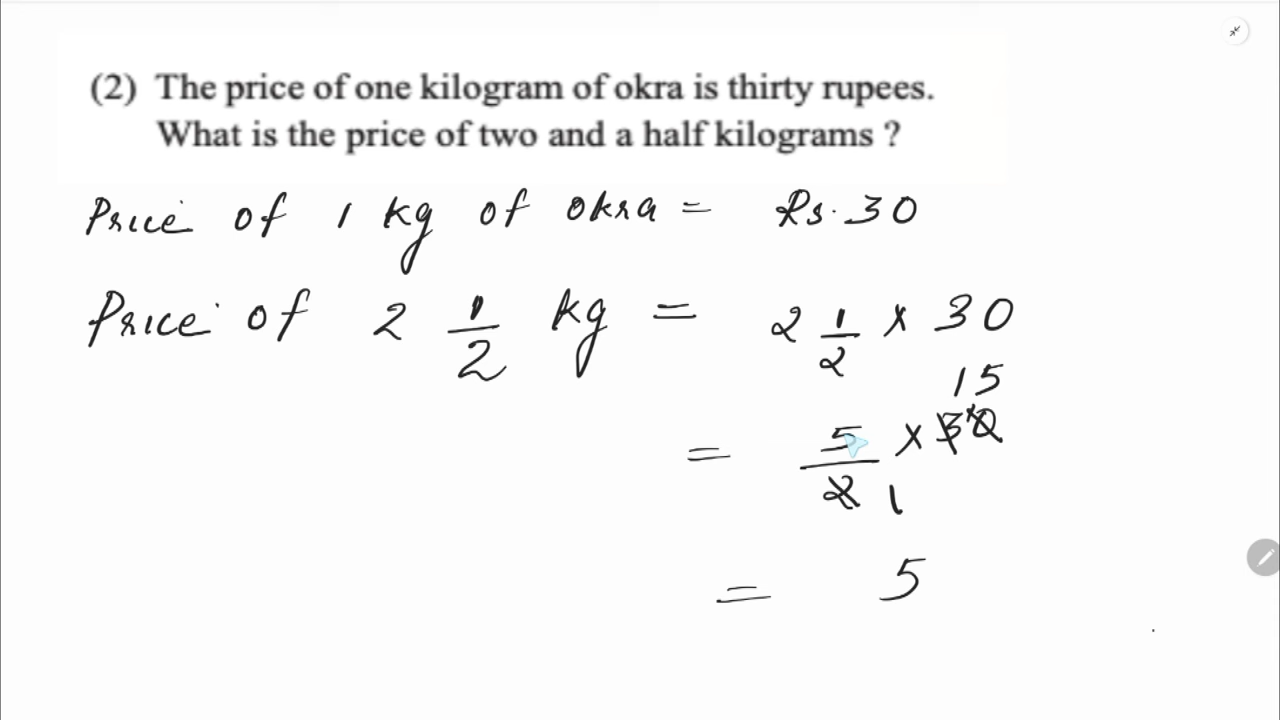 (2) The price of one kilogram of okra is thirty rupees.
What is the price of two and a half kilograms ?
Price of 1 kg of okra = Rs. 30
Price of 2 1/2 kg = 2 1/2 × 30
15
= 5/2 × 30
1
= 5